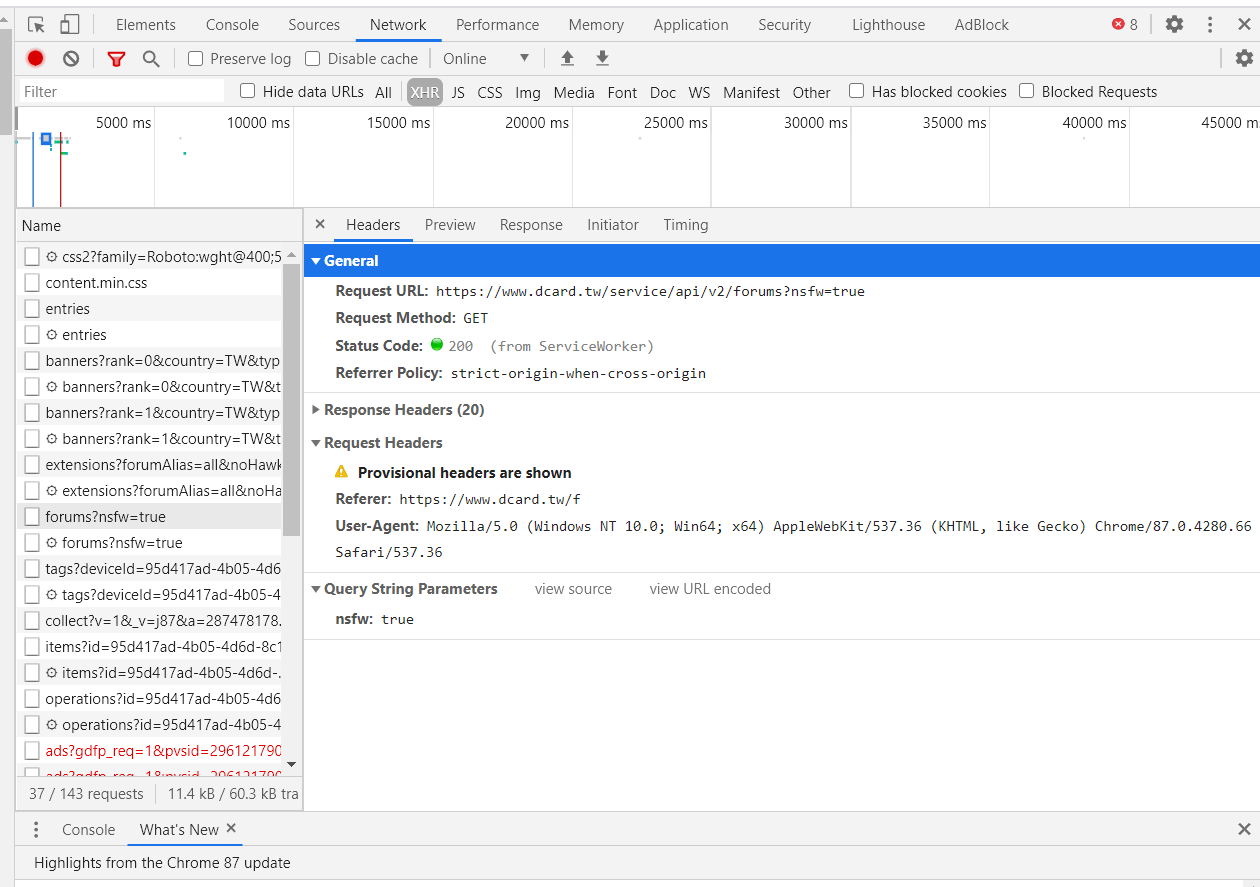 Elements Console Sources Network Performance Memory Application Security Lighthouse AdBlock 8
Preserve log Disable cache Online
Filter Hide data URLs All XHR JS CSS Img Media Font Doc WS Manifest Other Has blocked cookies Blocked Requests
5000 ms 10000 ms 15000 ms 20000 ms 25000 ms 30000 ms 35000 ms 40000 ms 45000 m
Name
css2?family=Roboto:wght@400;5
content.min.css
entries
entries
banners?rank=0&country=TW&typ
banners?rank=0&country=TW&t
banners?rank=1&country=TW&typ
banners?rank=1&country=TW&t
extensions?forumAlias=all&noHawk
extensions?forumAlias=all&noHa
forums?nsfw=true
forums?nsfw=true
tags?deviceId=95d417ad-4b05-4d6
tags?deviceId=95d417ad-4b05-4
collect?v=1&_v=j87&a=287478178.
items?id=95d417ad-4b05-4d6d-8c1
items?id=95d417ad-4b05-4d6d-.
operations?id=95d417ad-4b05-4d6
operations?id=95d417ad-4b05-4
ads?gdfp_req=1&pvsid=296121790
ads?gdfp_req=1&pvsid=296121790
37 / 143 requests 11.4 kB / 60.3 kB tra
Headers Preview Response Initiator Timing
General
Request URL: https://www.dcard.tw/service/api/v2/forums?nsfw=true
Request Method: GET
Status Code: 200 (from ServiceWorker)
Referrer Policy: strict-origin-when-cross-origin
Response Headers (20)
Request Headers
Provisional headers are shown
Referer: https://www.dcard.tw/f
User-Agent: Mozilla/5.0 (Windows NT 10.0; Win64; x64) AppleWebKit/537.36 (KHTML, like Gecko) Chrome/87.0.4280.66
Safari/537.36
Query String Parameters view source view URL encoded
nsfw: true
Console What's New
Highlights from the Chrome 87 update